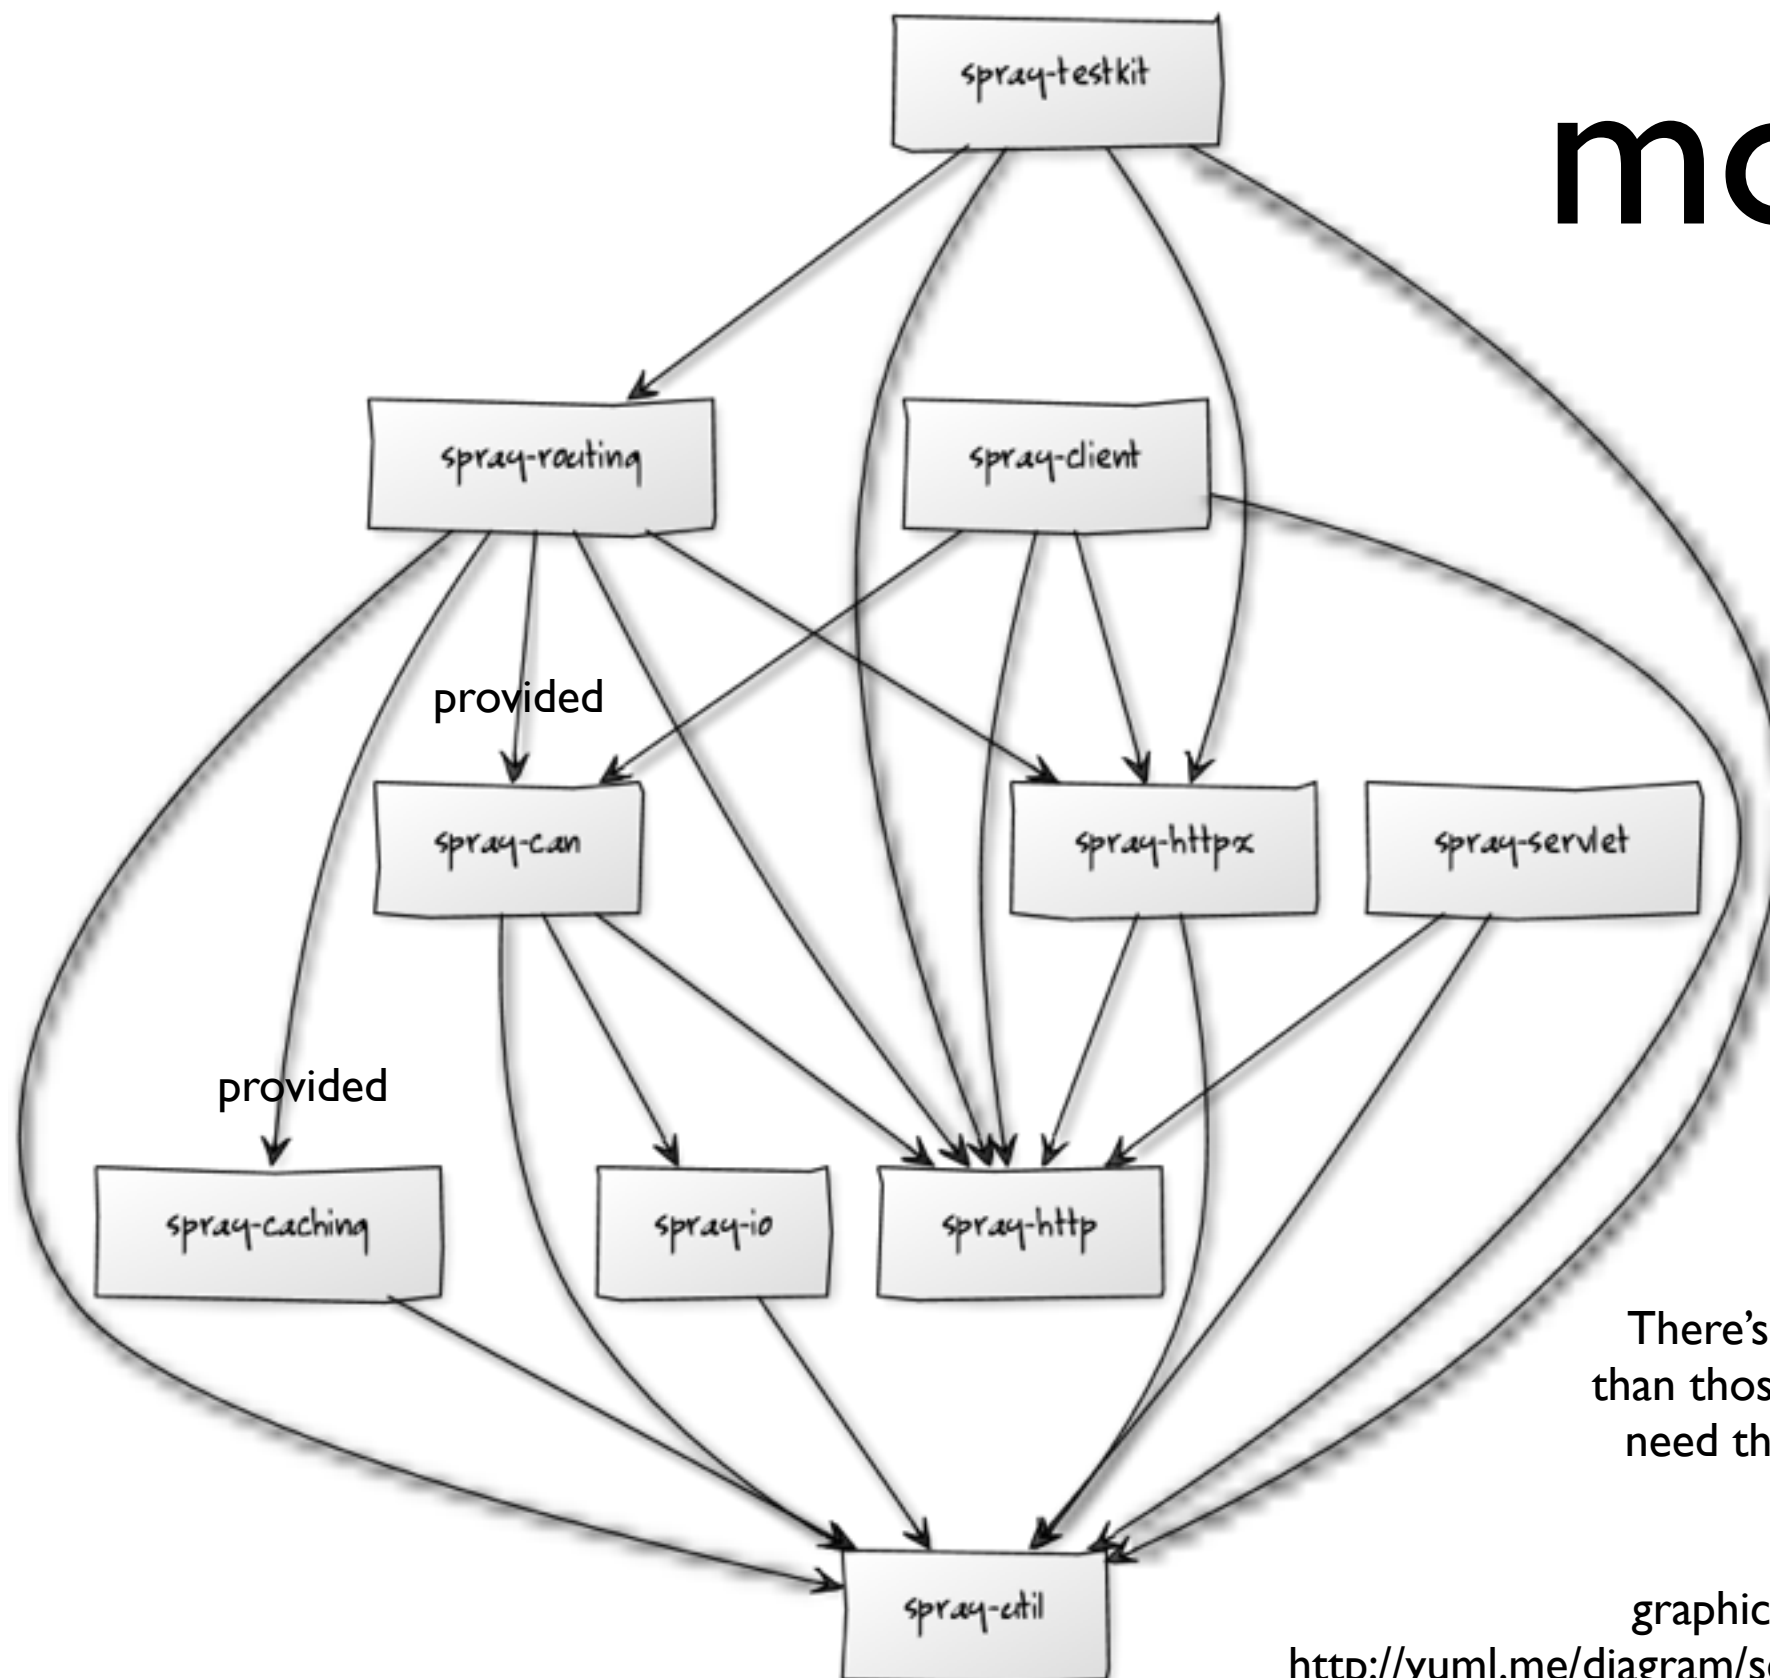 spray-testkit
mo
spray-routing
spray-client
provided
spray-can
spray-httpx
spray-servlet
provided
spray-caching
spray-io
spray-http
There's
than thos
need th
spray-util
graphic
http://yuml.me/diagram/sc